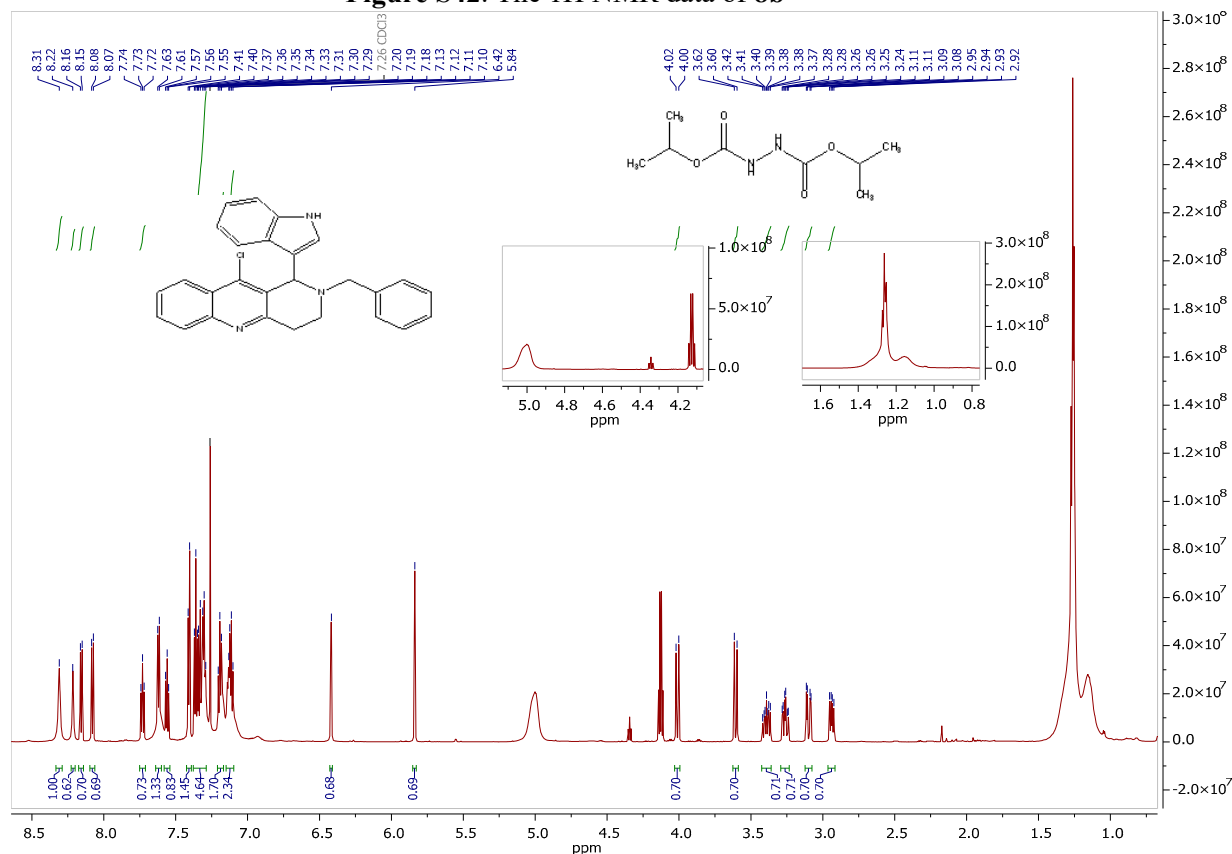 Figure S42. The 1H NMR data of 8b
8.31 8.22 8.16 8.15 8.08 8.07 7.74 7.73 7.72 7.63 7.61 7.57 7.56 7.55 7.41 7.40 7.37 7.36 7.35 7.34 7.33 7.31 7.30 7.29 7.26 CDCl3 7.20 7.19 7.18 7.13 7.12 7.11 7.10 6.42 5.84
4.02 4.00 3.62 3.60 3.42 3.41 3.40 3.39 3.38 3.38 3.37 3.28 3.28 3.26 3.26 3.25 3.24 3.11 3.11 3.09 3.08 2.95 2.94 2.93 2.92
CH₃ O CH₃
H₃C O N H H N O O CH₃
NH
Cl
N
N
1.0×10⁸
5.0×10⁷
0.0
5.0 4.8 4.6 4.4 4.2
ppm
3.0×10⁸
2.0×10⁸
1.0×10⁸
0.0
1.6 1.4 1.2 1.0 0.8
ppm
3.0×10⁸
2.8×10⁸
2.6×10⁸
2.4×10⁸
2.2×10⁸
2.0×10⁸
1.8×10⁸
1.6×10⁸
1.4×10⁸
1.2×10⁸
1.0×10⁸
8.0×10⁷
6.0×10⁷
4.0×10⁷
2.0×10⁷
0.0
-2.0×10⁷
1.00 0.62 0.70 0.69 0.73 1.33 0.83 1.45 4.64 1.70 2.34 0.68 0.69 0.70 0.70 0.71 0.71 0.70 0.70
8.5 8.0 7.5 7.0 6.5 6.0 5.5 5.0 4.5 4.0 3.5 3.0 2.5 2.0 1.5 1.0
ppm